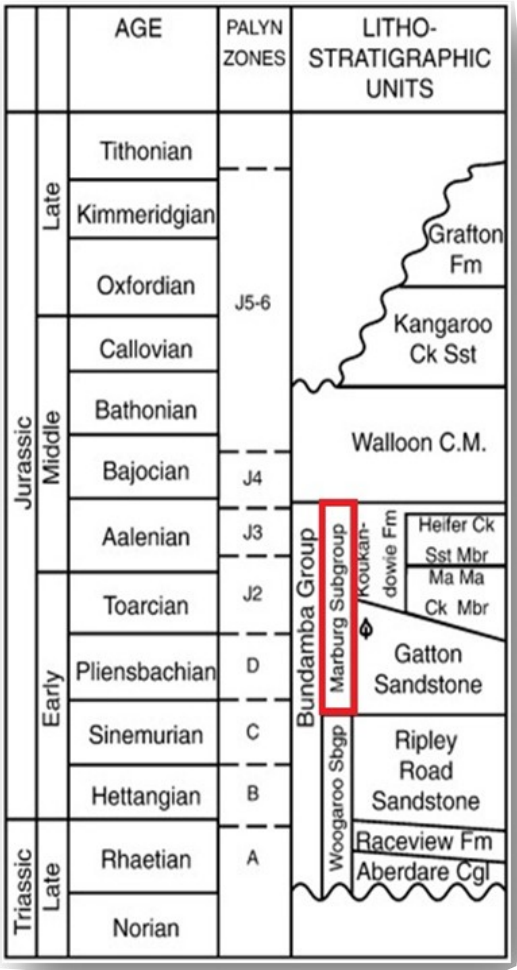 AGE
PALYN
ZONES
LITHO-
STRATIGRAPHIC
UNITS
Jurassic
Triassic
Late
Middle
Early
Late
Tithonian
Kimmeridgian
Oxfordian
Callovian
Bathonian
Bajocian
Aalenian
Toarcian
Pliensbachian
Sinemurian
Hettangian
Rhaetian
Norian
J5-6
J4
J3
J2
D
C
B
A
Grafton
Fm
Kangaroo
Ck Sst
Walloon C.M.
Bundamba Group
Marburg Subgroup
Woogaroo Sbgp
Koukan-
dowie Fm
Heifer Ck
Sst Mbr
Ma Ma
Ck Mbr
Gatton
Sandstone
Ripley
Road
Sandstone
Raceview Fm
Aberdare Cgl